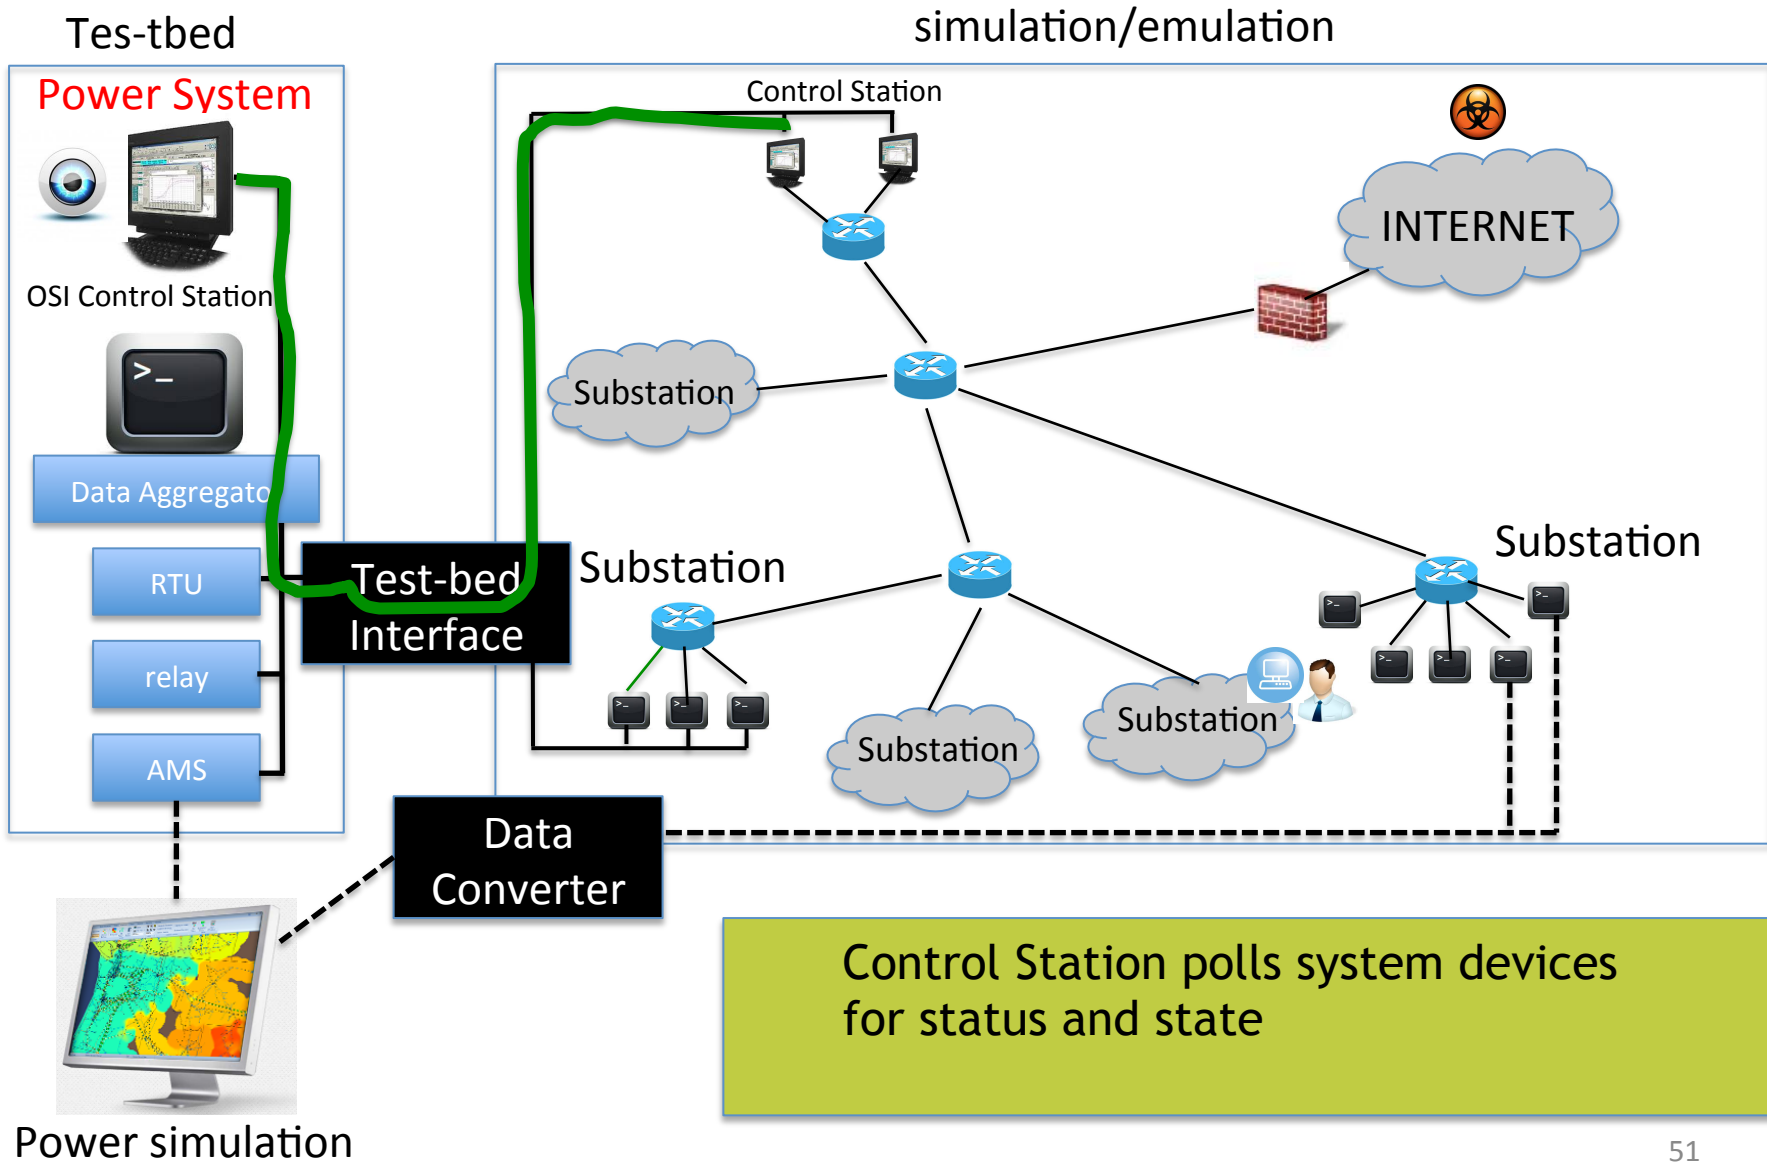 Tes-tbed
simulation/emulation
Power System
Control Station
INTERNET
OSI Control Station
>_
Substation
Data Aggregato
Test-bed
Interface
Substation
Substation
RTU
relay
AMS
>_
>_
>_
>_
>_
>_
>_
>_
Substation
Substation
Data
Converter
Control Station polls system devices
for status and state
Power simulation
51